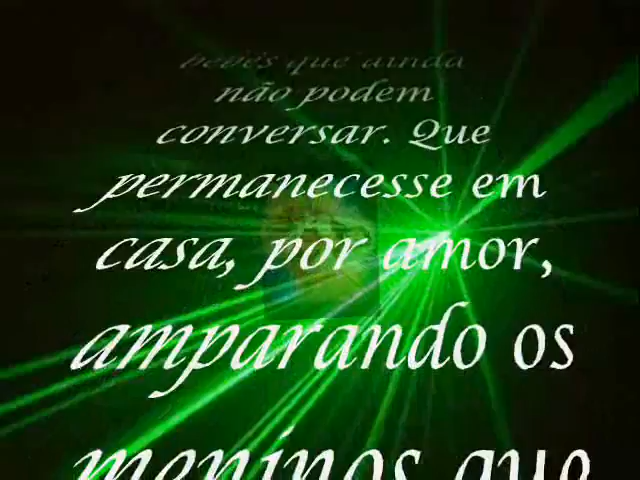 bebês que ainda
não podem
conversar. Que
permanecesse em
casa, por amor,
amparando os
meninos que